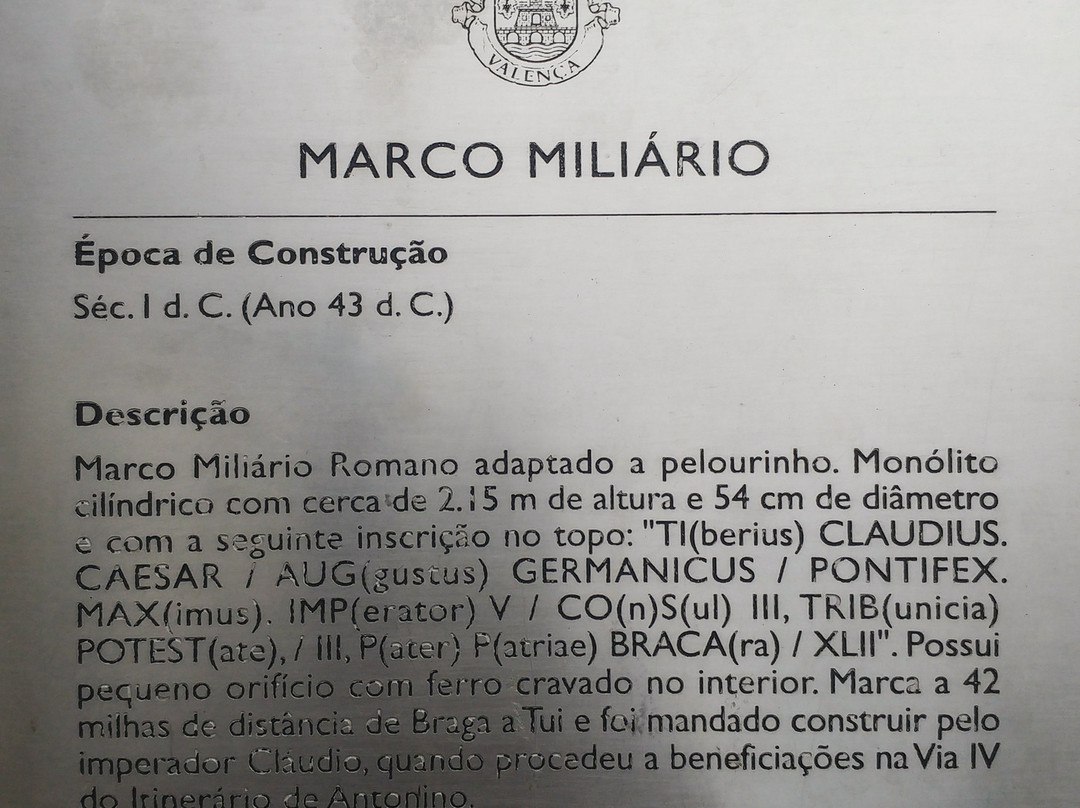 VALENÇA
MARCO MILIÁRIO
Época de Construção
Séc. I d. C. (Ano 43 d. C.)
Descrição
Marco Miliário Romano adaptado a pelourinho. Monólito
cilíndrico com cerca de 2.15 m de altura e 54 cm de diâmetro
e com a seguinte inscrição no topo: "TI(berius) CLAUDIUS.
CAESAR / AUG(gustus) GERMANICUS / PONTIFEX.
MAX(imus). IMP(erator) V / CO(n)S(ul) III, TRIB(unicia)
POTEST(ate), / III, P(ater) P(atriae) BRACA(ra) / XLII". Possui
pequeno orifício com ferro cravado no interior. Marca a 42
milhas de distância de Braga a Tui e foi mandado construir pelo
imperador Cláudio, quando procedeu a beneficiações na Via IV
do Itinerário de Antonino.